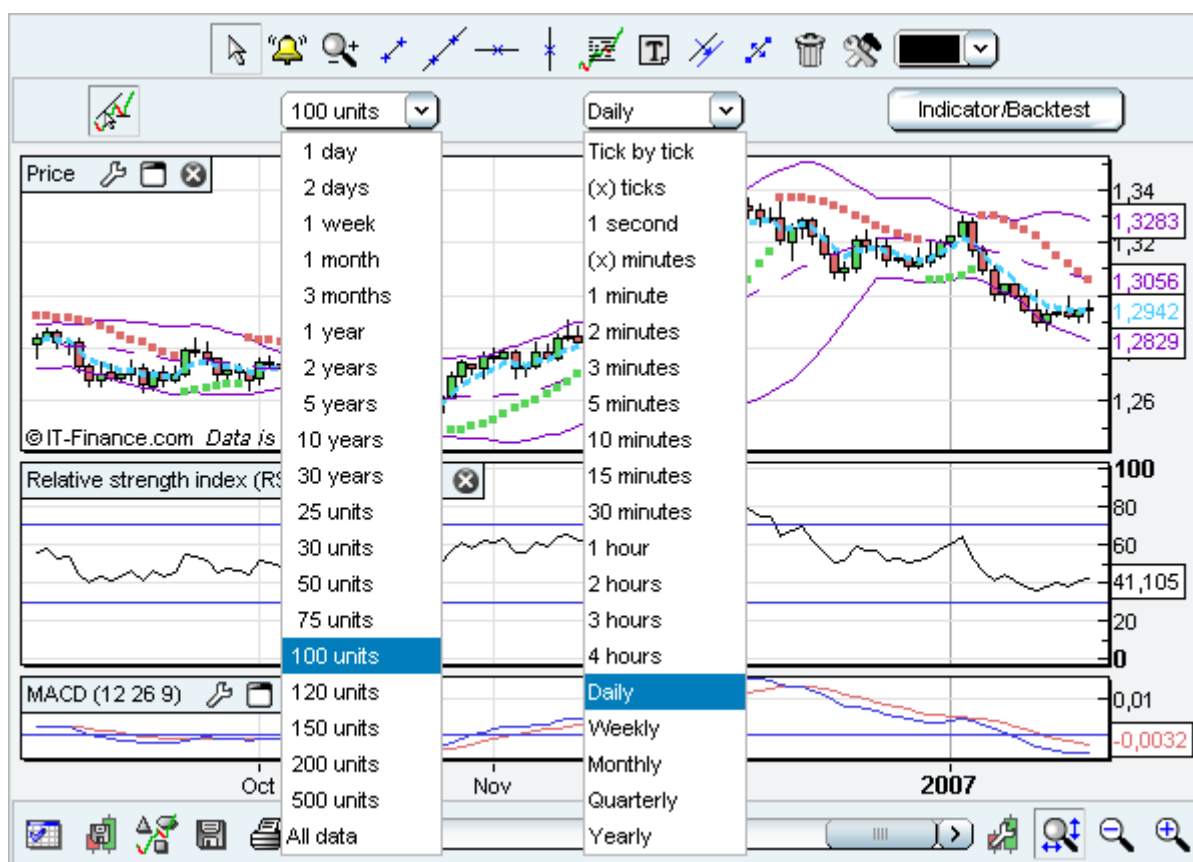 T
100 units
Daily
Indicator/Backtest
1 day
2 days
1 week
1 month
3 months
1 year
2 years
5 years
10 years
30 years
25 units
30 units
50 units
75 units
100 units
120 units
150 units
200 units
500 units
All data
Tick by tick
(x) ticks
1 second
(x) minutes
1 minute
2 minutes
3 minutes
5 minutes
10 minutes
15 minutes
30 minutes
1 hour
2 hours
3 hours
4 hours
Daily
Weekly
Monthly
Quarterly
Yearly
Price
1,34
1,3283
1,32
1,3056
1,2942
1,2829
1,26
© IT-Finance.com Data is
Relative strength index (RS
100
80
60
41,105
20
0
MACD (12 26 9)
0,01
-0,0032
Oct
Nov
2007